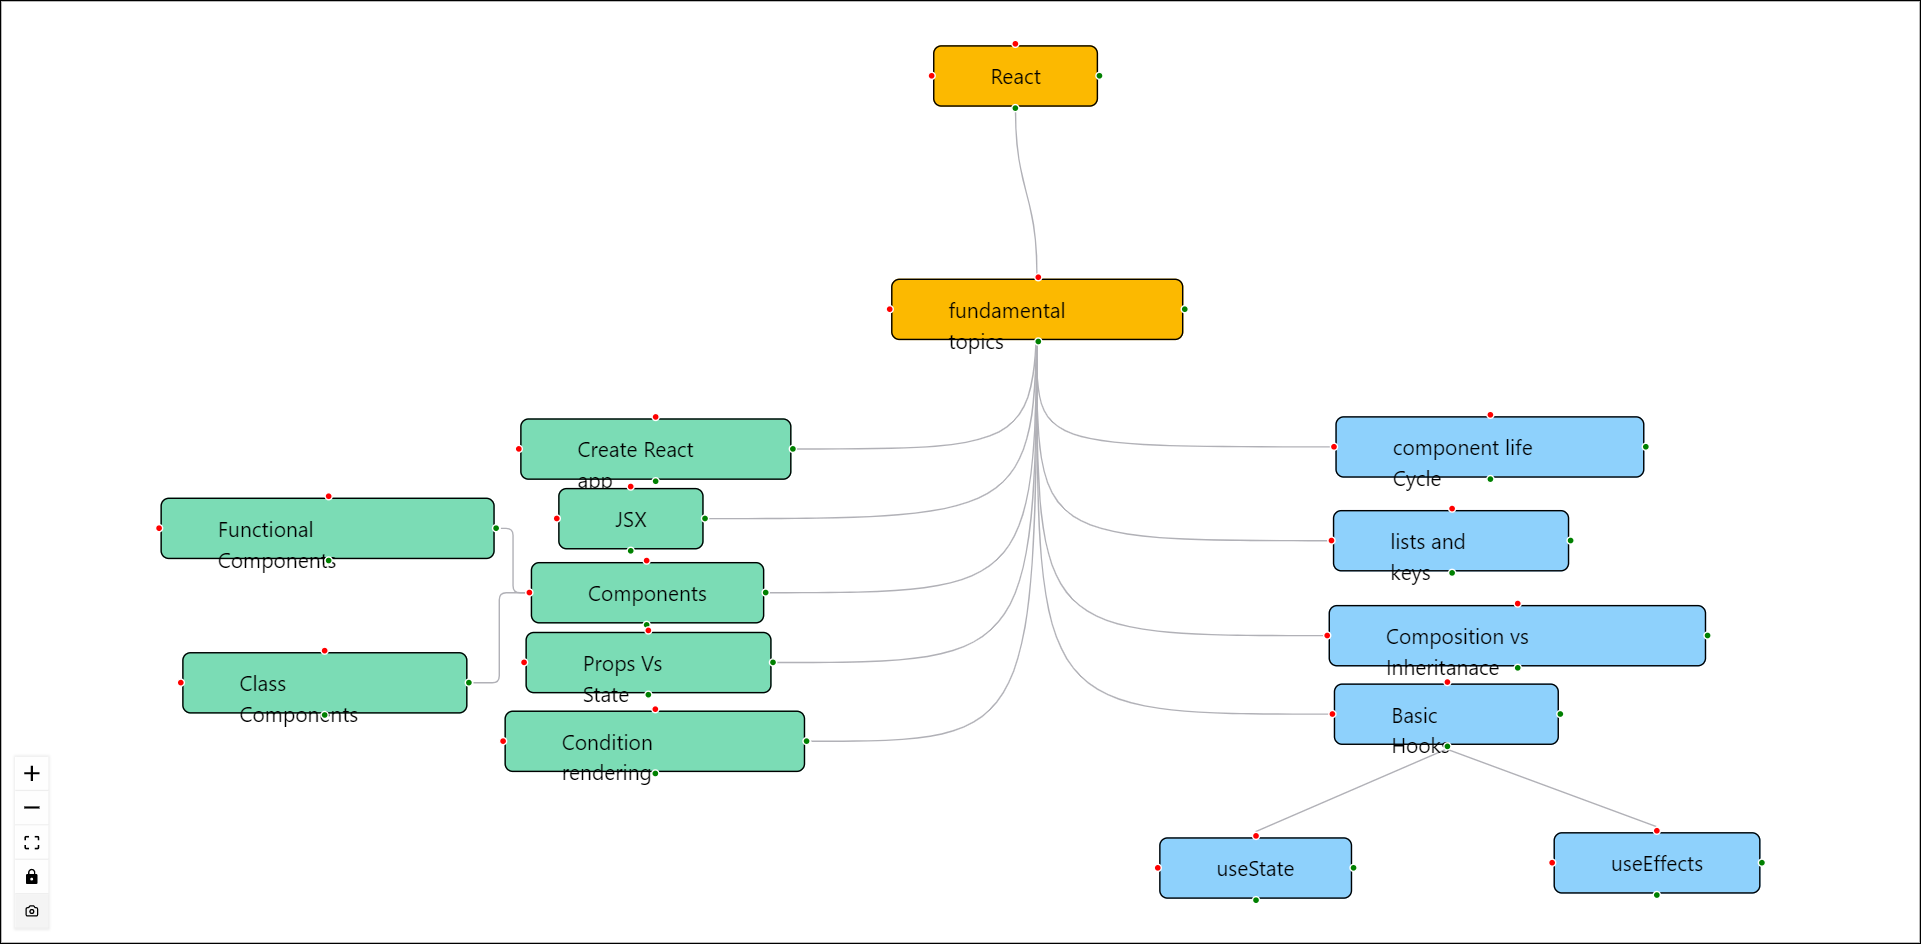 React
fundamental
topics
Create React
app
JSX
Functional
Components
Components
Class
Components
Props Vs
State
Condition
rendering
component life
Cycle
lists and
keys
Composition vs
Inheritanace
Basic
Hooks
useState
useEffects